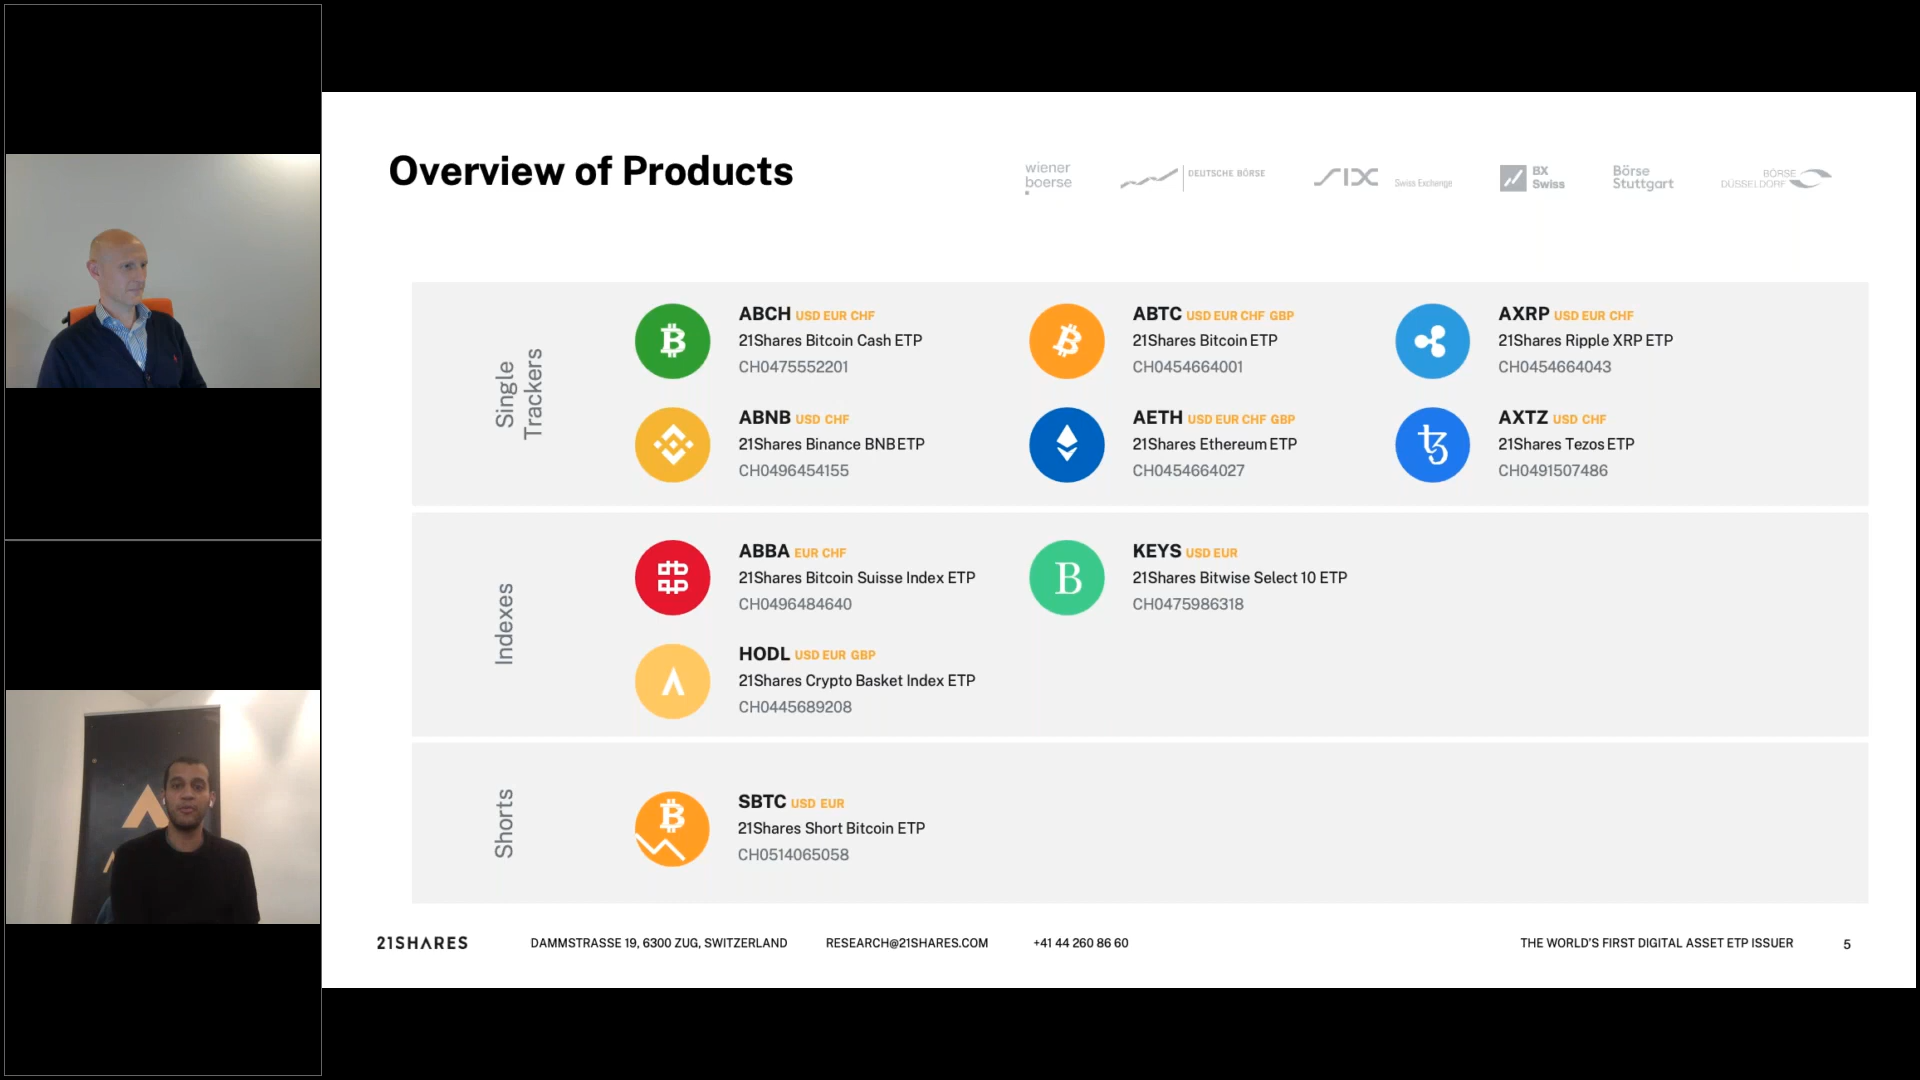 Overview of Products
wiener
boerse
DEUTSCHE BÖRSE
SIX
Swiss Exchange
BX
Swiss
Börse
Stuttgart
BÖRSE
DÜSSELDORF
Single
Trackers
ABCH USD EUR CHF
21Shares Bitcoin Cash ETP
CH0475552201
ABTC USD EUR CHF GBP
21Shares Bitcoin ETP
CH0454664001
AXRP USD EUR CHF
21Shares Ripple XRP ETP
CH0454664043
ABNB USD CHF
21Shares Binance BNB ETP
CH0496454155
AETH USD EUR CHF GBP
21Shares Ethereum ETP
CH0454664027
AXTZ USD CHF
21Shares Tezos ETP
CH0491507486
Indexes
ABBA EUR CHF
21Shares Bitcoin Suisse Index ETP
CH0496484640
B
KEYS USD EUR
21Shares Bitwise Select 10 ETP
CH0475986318
HODL USD EUR GBP
21Shares Crypto Basket Index ETP
CH0445689208
Shorts
SBTC USD EUR
21Shares Short Bitcoin ETP
CH0514065058
21SHARES
DAMMSTRASSE 19, 6300 ZUG, SWITZERLAND
RESEARCH@21SHARES.COM
+41 44 260 86 60
THE WORLD'S FIRST DIGITAL ASSET ETP ISSUER
5